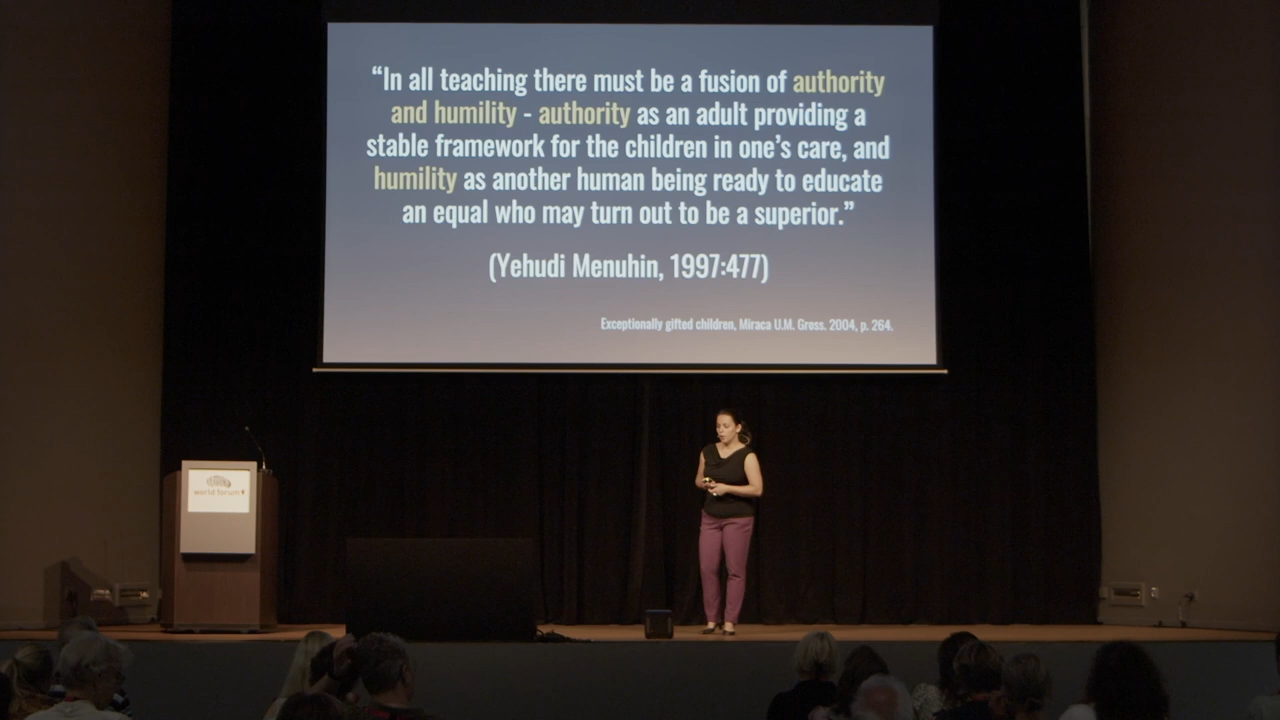 “In all teaching there must be a fusion of authority
and humility - authority as an adult providing a
stable framework for the children in one’s care, and
humility as another human being ready to educate
an equal who may turn out to be a superior.”
(Yehudi Menuhin, 1997:477)
Exceptionally gifted children, Miraca U.M. Gross. 2004, p. 264.
world forum